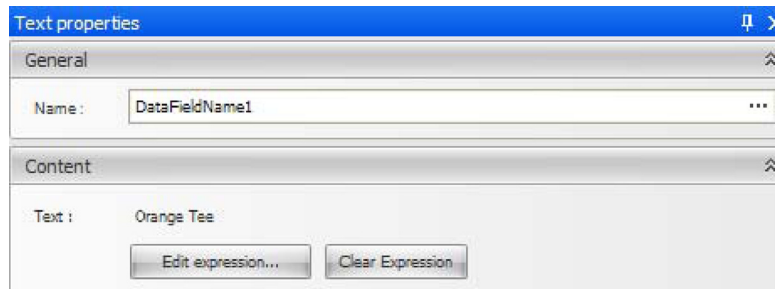 Text properties
General
Name : DataFieldName1 ...
Content
Text : Orange Tee
Edit expression... Clear Expression